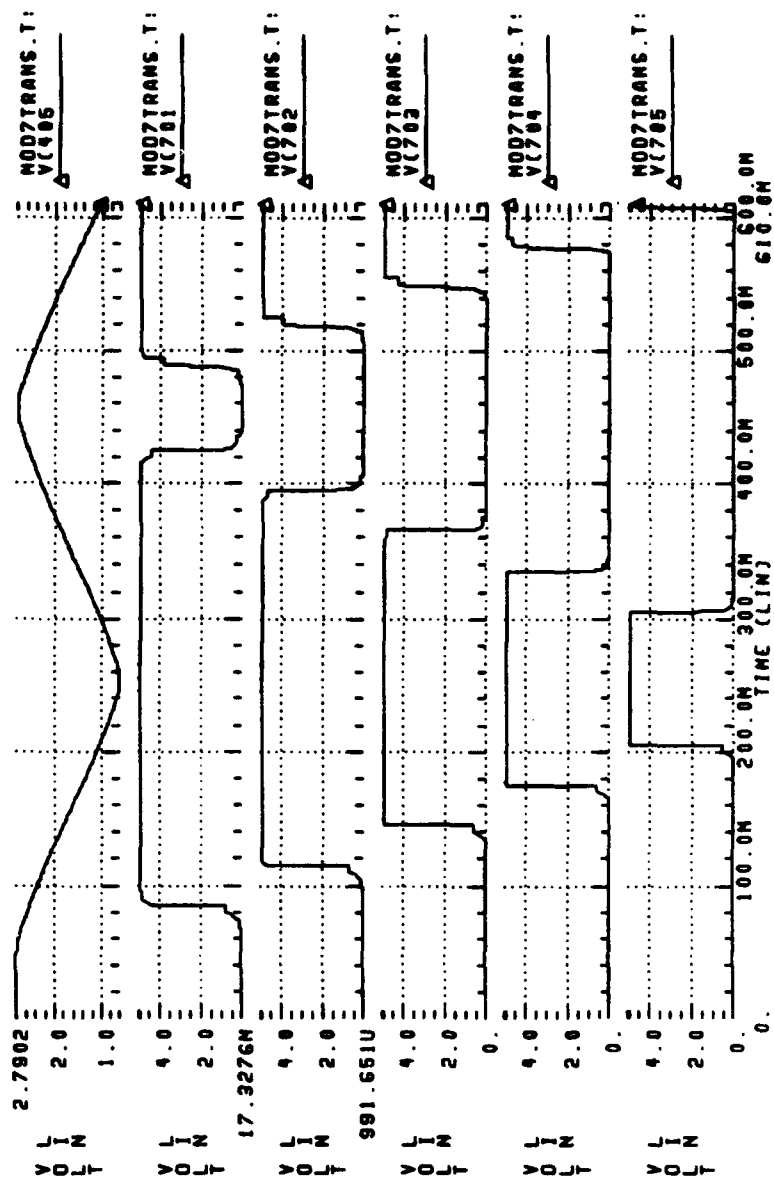 2.7902
2.0
1.0
VOLT LIN
MOD7TRANS.T:
V(405
4.0
2.0
17.3276M
VOLT LIN
MOD7TRANS.T:
V(701
4.0
2.0
991.651U
VOLT LIN
MOD7TRANS.T:
V(702
4.0
2.0
0.
VOLT LIN
MOD7TRANS.T:
V(703
4.0
2.0
0.
VOLT LIN
MOD7TRANS.T:
V(704
4.0
2.0
0.
VOLT LIN
MOD7TRANS.T:
V(705
0.
100.0M
200.0M
300.0M
400.0M
500.0M
600.0M
610.0M
TIME (LIN)